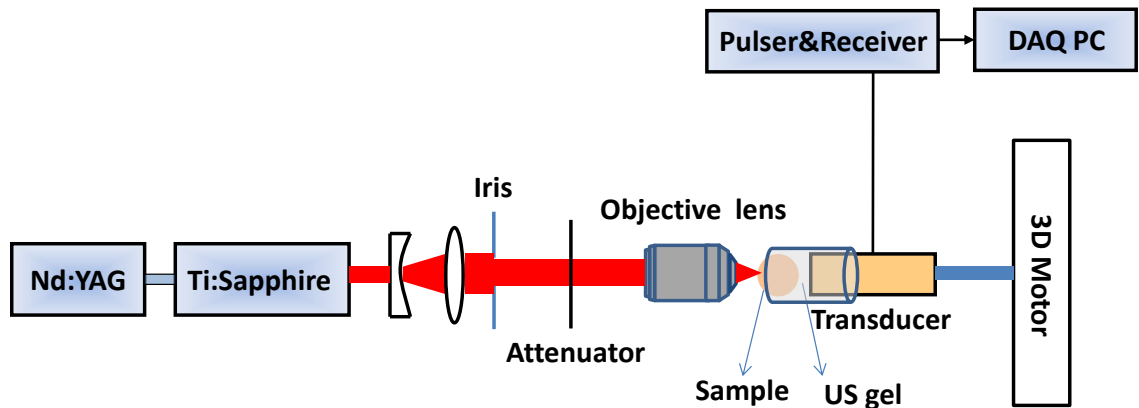 Pulser&Receiver
DAQ PC
Iris
Objective lens
Nd:YAG
Ti:Sapphire
3D Motor
Transducer
Attenuator
Sample
US gel